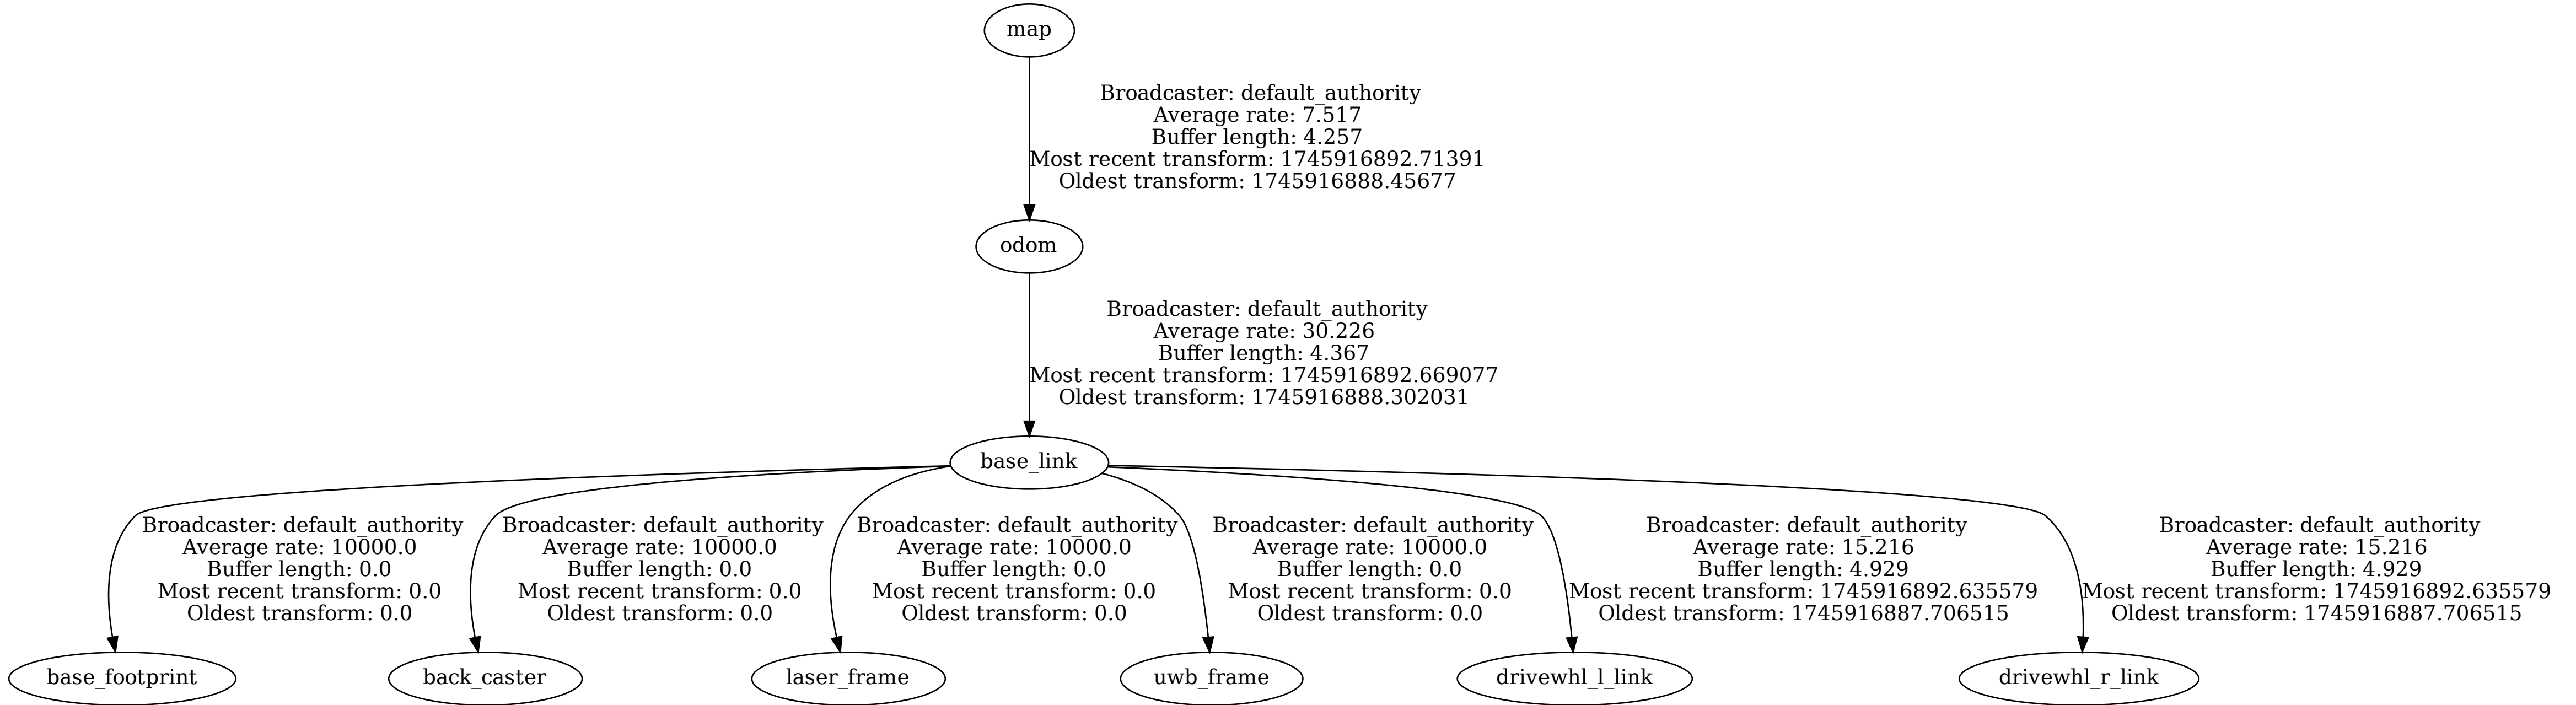 map
Broadcaster: default_authority
Average rate: 7.517
Buffer length: 4.257
Most recent transform: 1745916892.71391
Oldest transform: 1745916888.45677
odom
Broadcaster: default_authority
Average rate: 30.226
Buffer length: 4.367
Most recent transform: 1745916892.669077
Oldest transform: 1745916888.302031
base_link
Broadcaster: default_authority
Average rate: 10000.0
Buffer length: 0.0
Most recent transform: 0.0
Oldest transform: 0.0
Broadcaster: default_authority
Average rate: 10000.0
Buffer length: 0.0
Most recent transform: 0.0
Oldest transform: 0.0
Broadcaster: default_authority
Average rate: 10000.0
Buffer length: 0.0
Most recent transform: 0.0
Oldest transform: 0.0
Broadcaster: default_authority
Average rate: 10000.0
Buffer length: 0.0
Most recent transform: 0.0
Oldest transform: 0.0
Broadcaster: default_authority
Average rate: 15.216
Buffer length: 4.929
Most recent transform: 1745916892.635579
Oldest transform: 1745916887.706515
Broadcaster: default_authority
Average rate: 15.216
Buffer length: 4.929
Most recent transform: 1745916892.635579
Oldest transform: 1745916887.706515
base_footprint
back_caster
laser_frame
uwb_frame
drivewhl_l_link
drivewhl_r_link